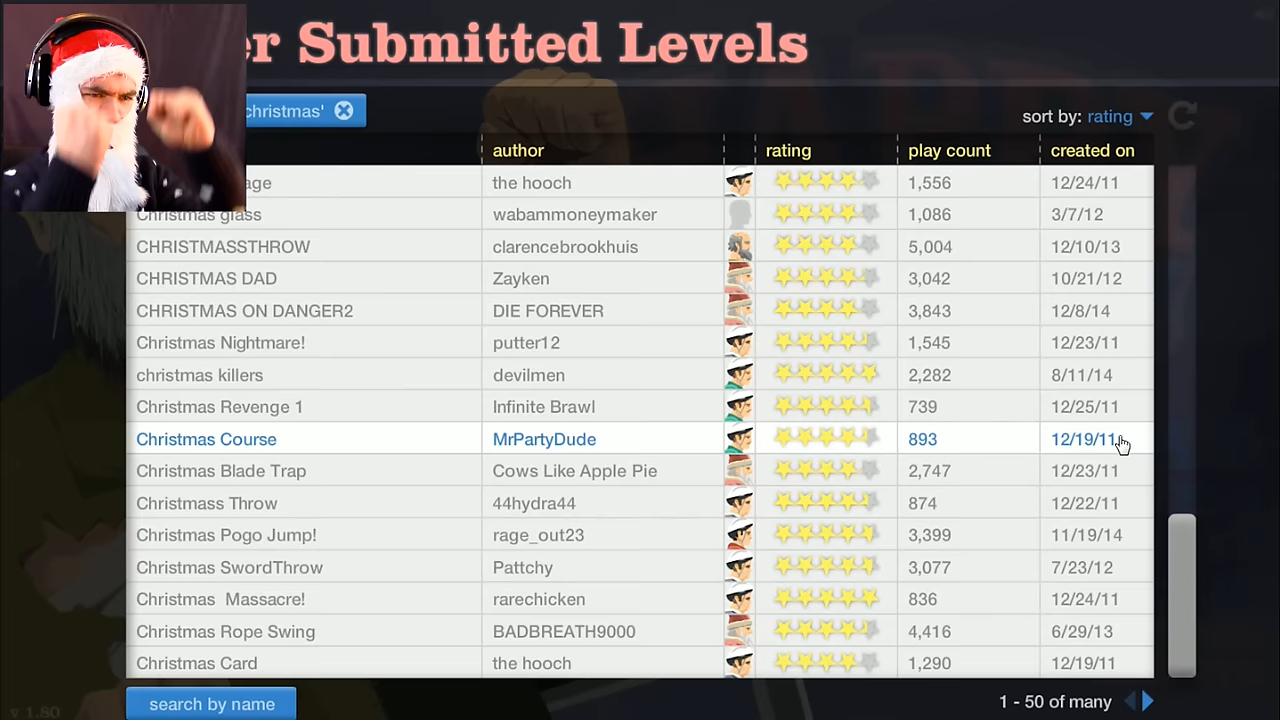 er Submitted Levels
christmas'
sort by: rating
author rating play count created on
age the hooch 1,556 12/24/11
Christmas glass wabammoneymaker 1,086 3/7/12
CHRISTMASSTHROW clarencebrookhuis 5,004 12/10/13
CHRISTMAS DAD Zayken 3,042 10/21/12
CHRISTMAS ON DANGER2 DIE FOREVER 3,843 12/8/14
Christmas Nightmare! putter12 1,545 12/23/11
christmas killers devilmen 2,282 8/11/14
Christmas Revenge 1 Infinite Brawl 739 12/25/11
Christmas Course MrPartyDude 893 12/19/11
Christmas Blade Trap Cows Like Apple Pie 2,747 12/23/11
Christmass Throw 44hydra44 874 12/22/11
Christmas Pogo Jump! rage_out23 3,399 11/19/14
Christmas SwordThrow Pattchy 3,077 7/23/12
Christmas Massacre! rarechicken 836 12/24/11
Christmas Rope Swing BADBREATH9000 4,416 6/29/13
Christmas Card the hooch 1,290 12/19/11
search by name
1 - 50 of many
v 1.80